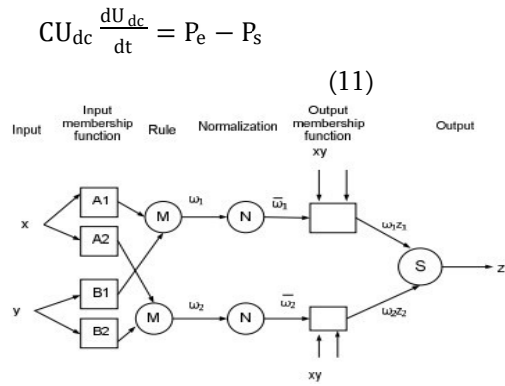 CU_dc dU_dc/dt = P_e − P_s
(11)
Input
Input membership function
Rule
Normalization
Output membership function
Output
xy
x
A1
A2
M
ω₁
N
ω̅₁
ω₁z₁
S
z
y
B1
B2
M
ω₂
N
ω̅₂
ω₂z₂
xy